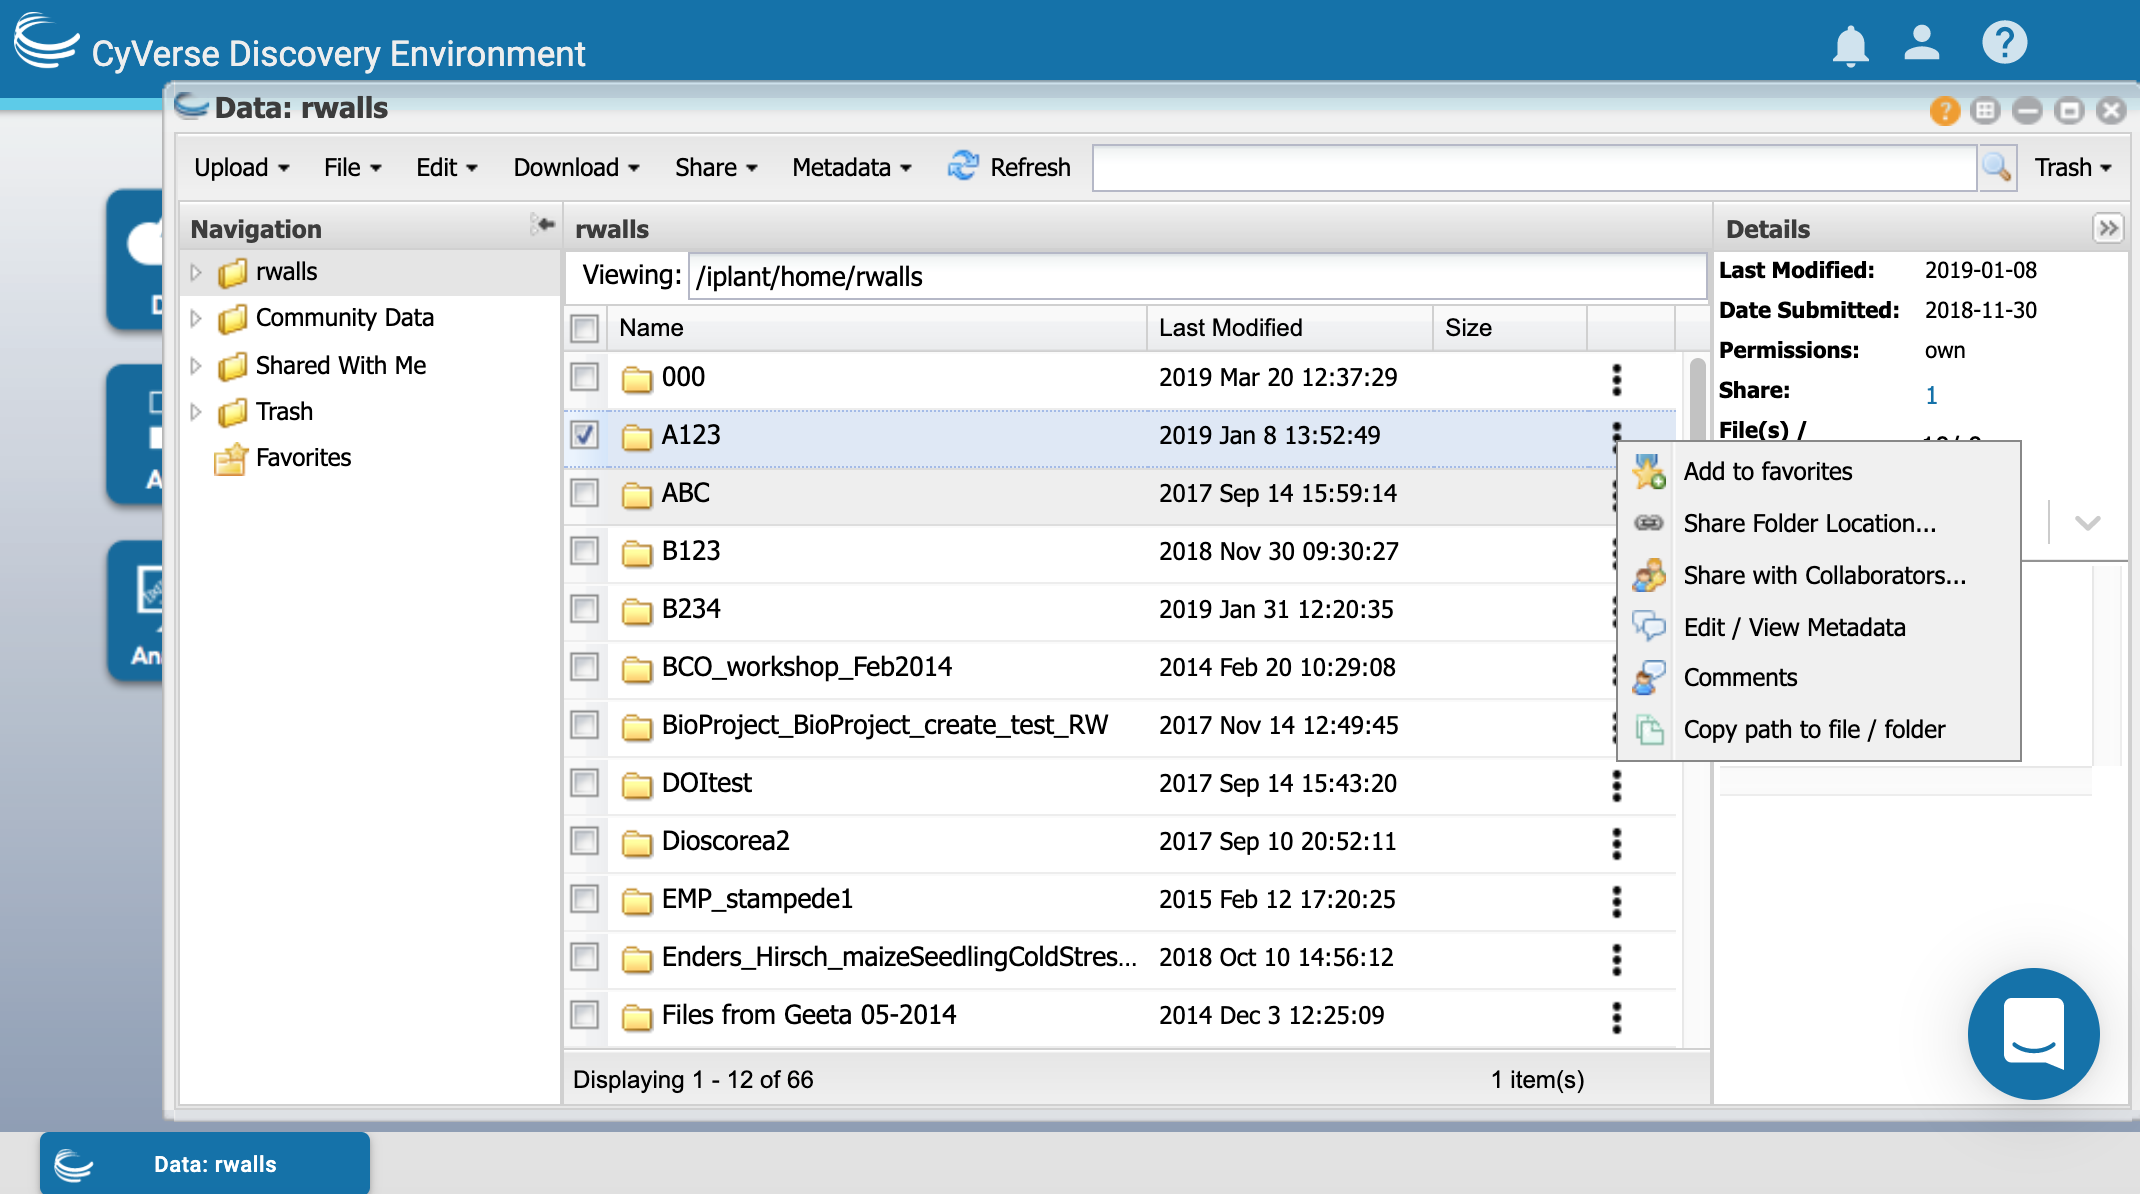 CyVerse Discovery Environment
Data: rwalls
Upload File Edit Download Share Metadata Refresh Trash
Navigation
rwalls
Community Data
Shared With Me
Trash
Favorites
rwalls
Viewing: /iplant/home/rwalls
Name Last Modified Size
000 2019 Mar 20 12:37:29
A123 2019 Jan 8 13:52:49
ABC 2017 Sep 14 15:59:14
B123 2018 Nov 30 09:30:27
B234 2019 Jan 31 12:20:35
BCO_workshop_Feb2014 2014 Feb 20 10:29:08
BioProject_BioProject_create_test_RW 2017 Nov 14 12:49:45
DOItest 2017 Sep 14 15:43:20
Dioscorea2 2017 Sep 10 20:52:11
EMP_stampede1 2015 Feb 12 17:20:25
Enders_Hirsch_maizeSeedlingColdStres... 2018 Oct 10 14:56:12
Files from Geeta 05-2014 2014 Dec 3 12:25:09
Displaying 1 - 12 of 66 1 item(s)
Details
Last Modified: 2019-01-08
Date Submitted: 2018-11-30
Permissions: own
Share: 1
File(s) /
Add to favorites
Share Folder Location...
Share with Collaborators...
Edit / View Metadata
Comments
Copy path to file / folder
Data: rwalls